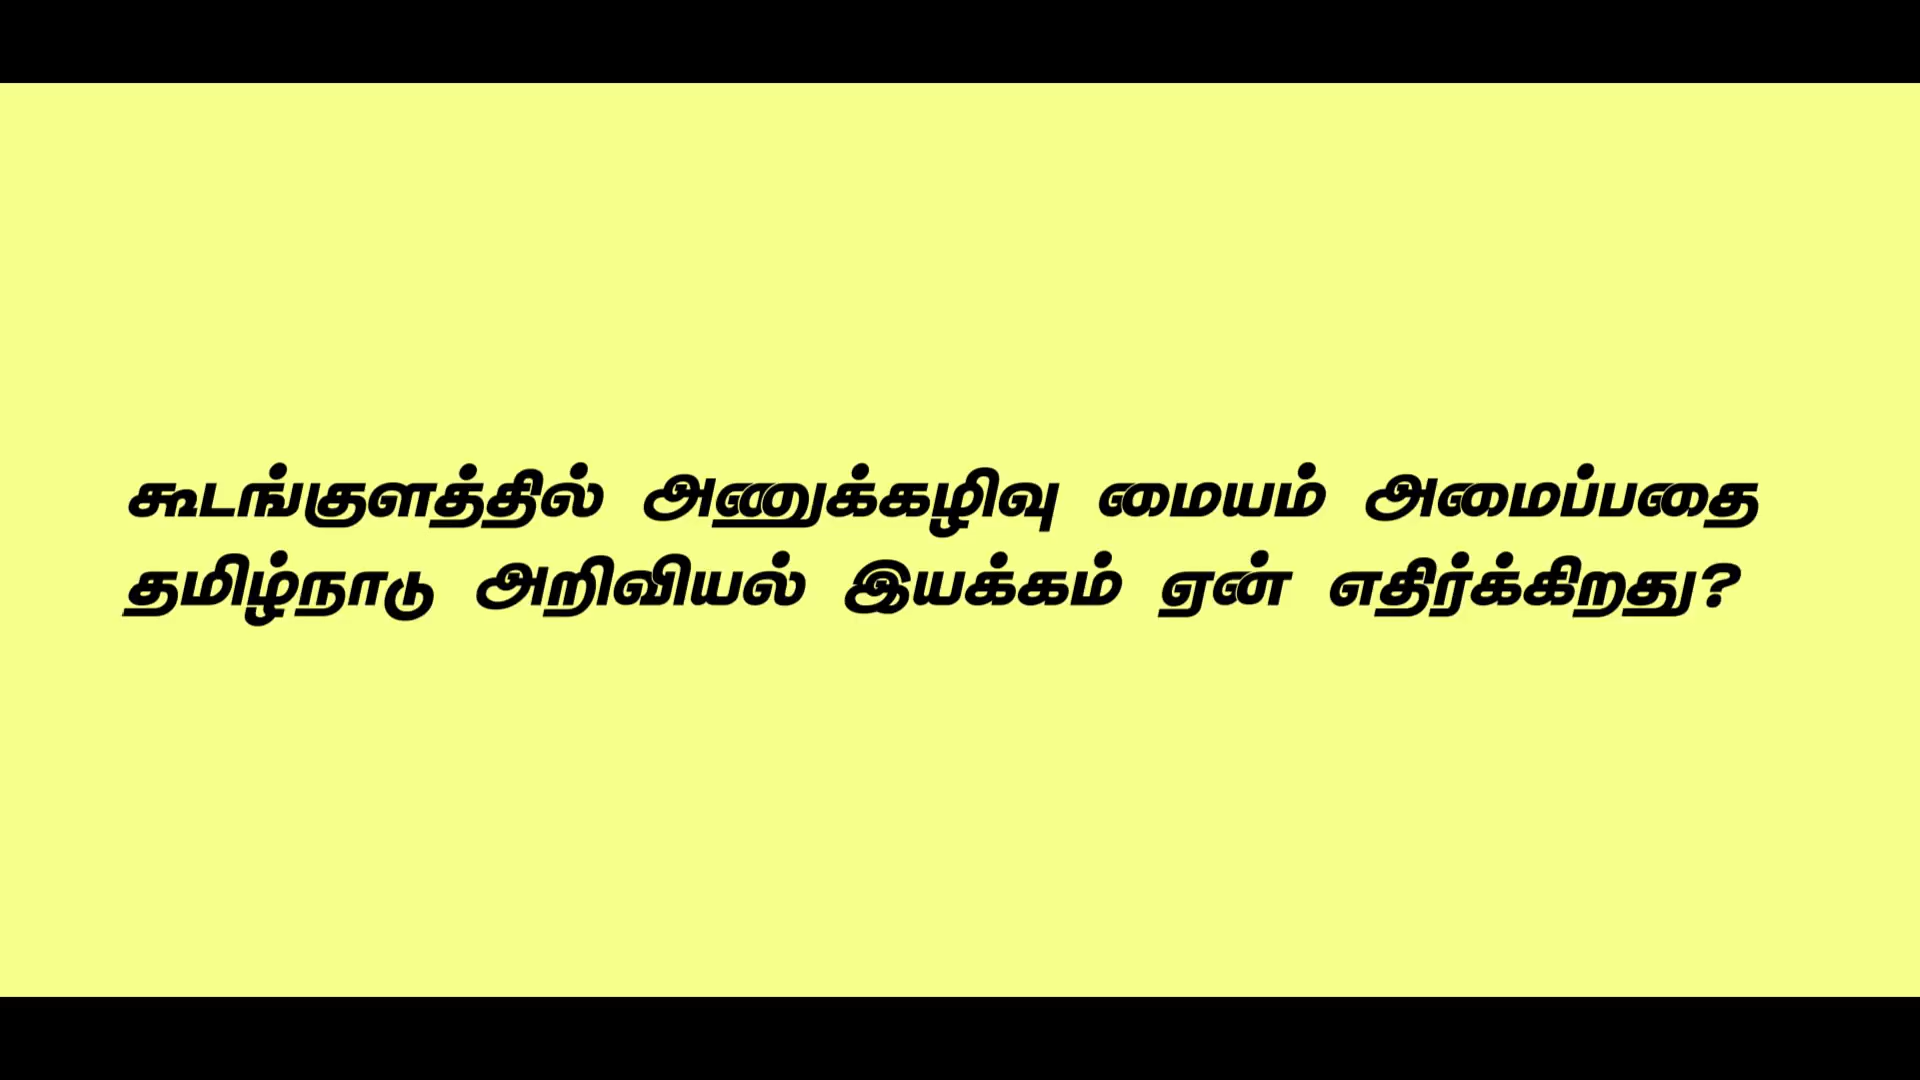 கூடங்குளத்தில் அணுக்கழிவு மையம் அமைப்பதை
தமிழ்நாடு அறிவியல் இயக்கம் ஏன் எதிர்க்கிறது?